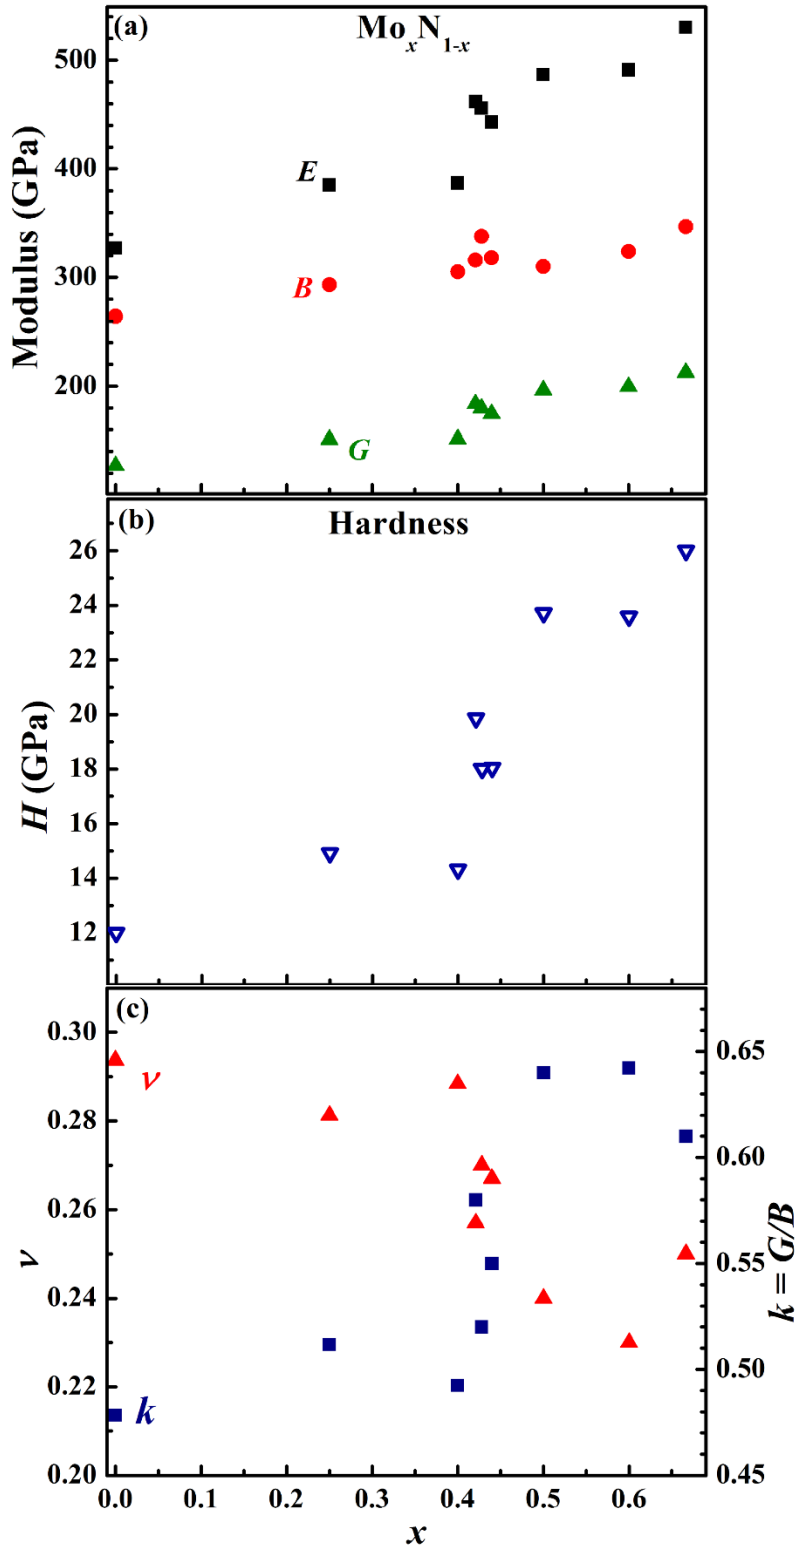 (a)
MoxN1-x
500
400
300
200
Modulus (GPa)
E
B
G
(b)
Hardness
26
24
22
20
18
16
14
12
H (GPa)
(c)
0.30
0.28
0.26
0.24
0.22
0.20
ν
ν
k
0.65
0.60
0.55
0.50
0.45
k = G/B
0.0 0.1 0.2 0.3 0.4 0.5 0.6
x